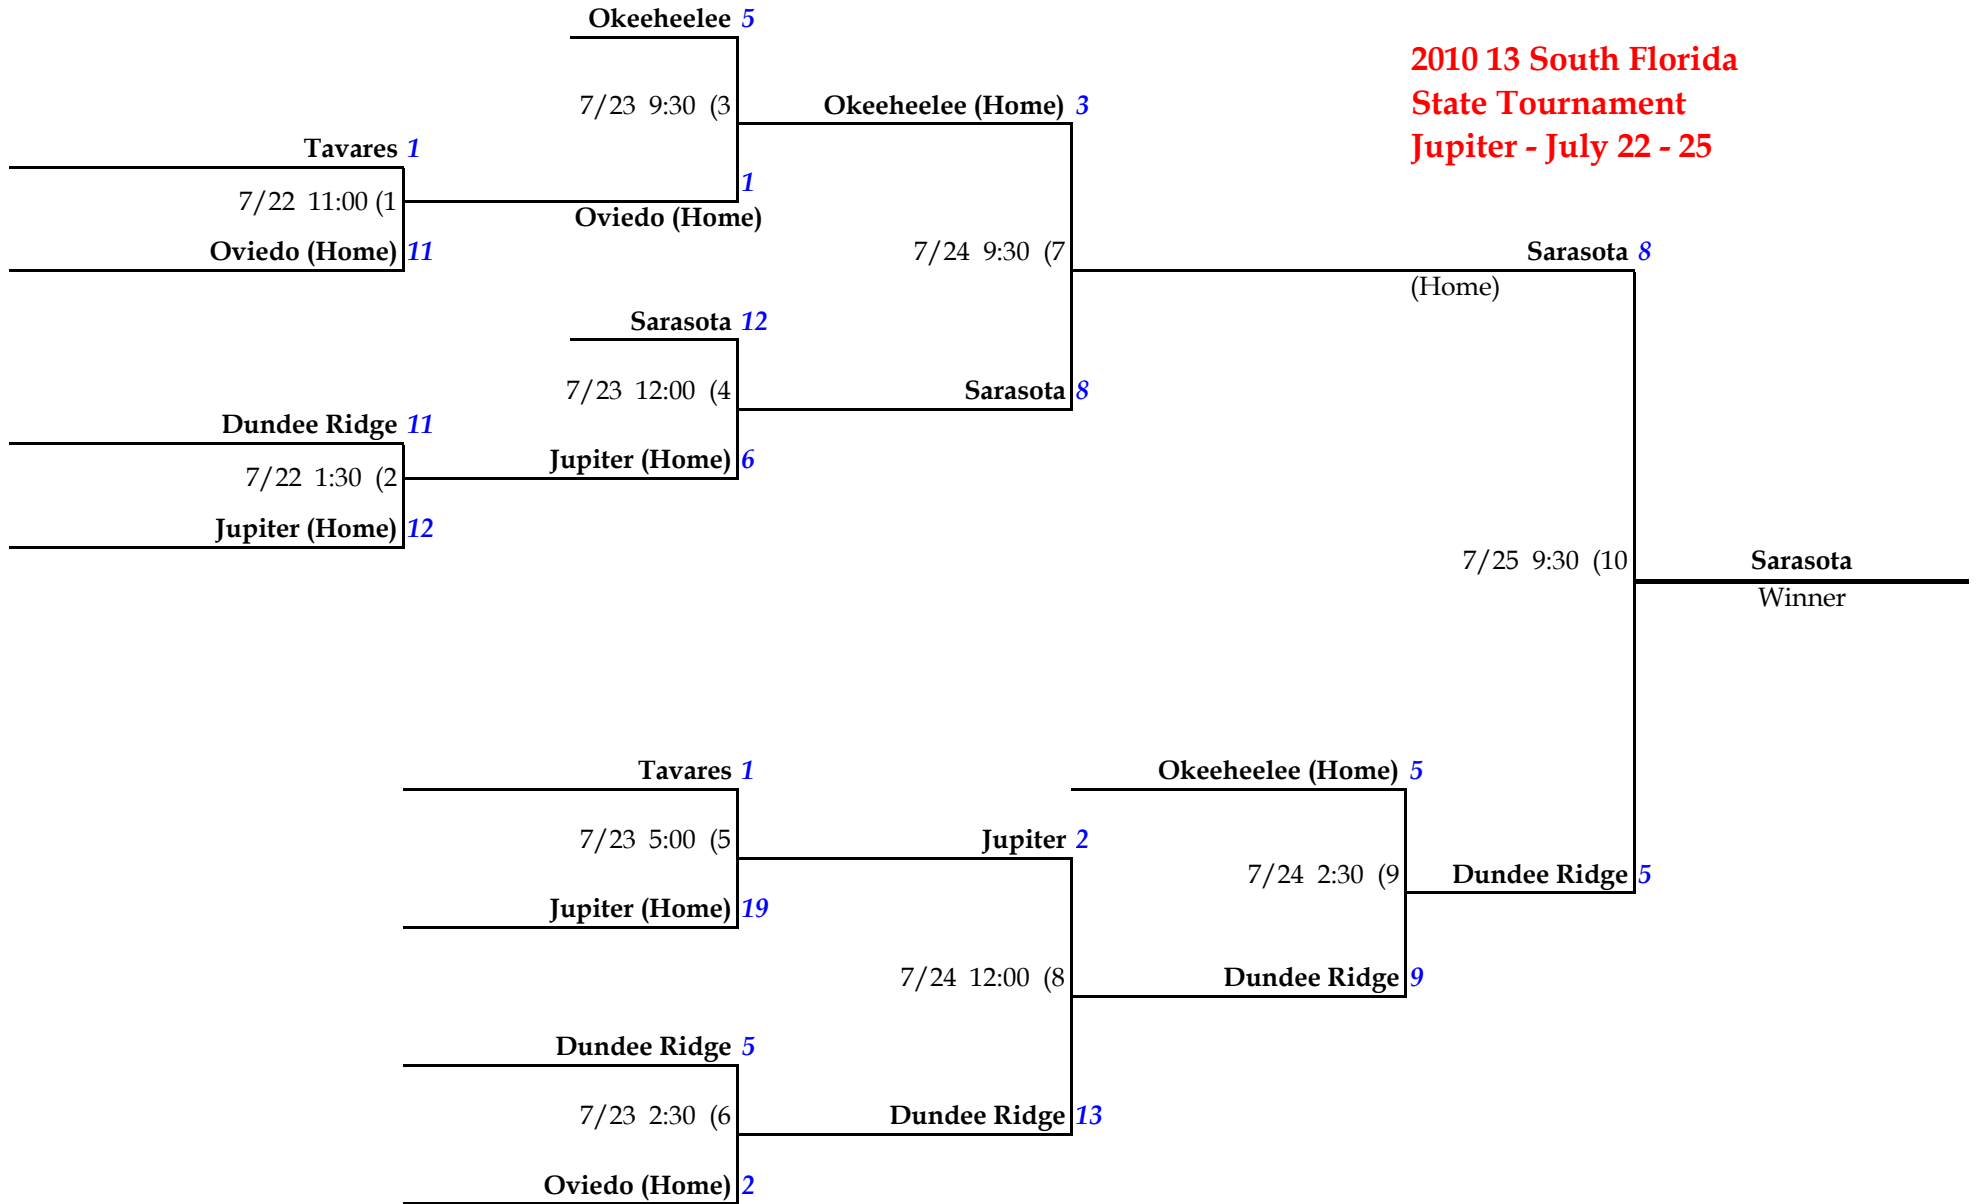 Okeeheelee 5
2010 13 South Florida
State Tournament
Jupiter - July 22 - 25
7/23 9:30 (3
Okeeheelee (Home) 3
Tavares 1
7/22 11:00 (1
1
Oviedo (Home)
Oviedo (Home) 11
7/24 9:30 (7
Sarasota 8
(Home)
Sarasota 12
7/23 12:00 (4
Sarasota 8
Dundee Ridge 11
7/22 1:30 (2
Jupiter (Home) 6
Jupiter (Home) 12
7/25 9:30 (10
Sarasota
Winner
Tavares 1
Okeeheelee (Home) 5
7/23 5:00 (5
Jupiter 2
7/24 2:30 (9
Dundee Ridge 5
Jupiter (Home) 19
7/24 12:00 (8
Dundee Ridge 9
Dundee Ridge 5
7/23 2:30 (6
Dundee Ridge 13
Oviedo (Home) 2